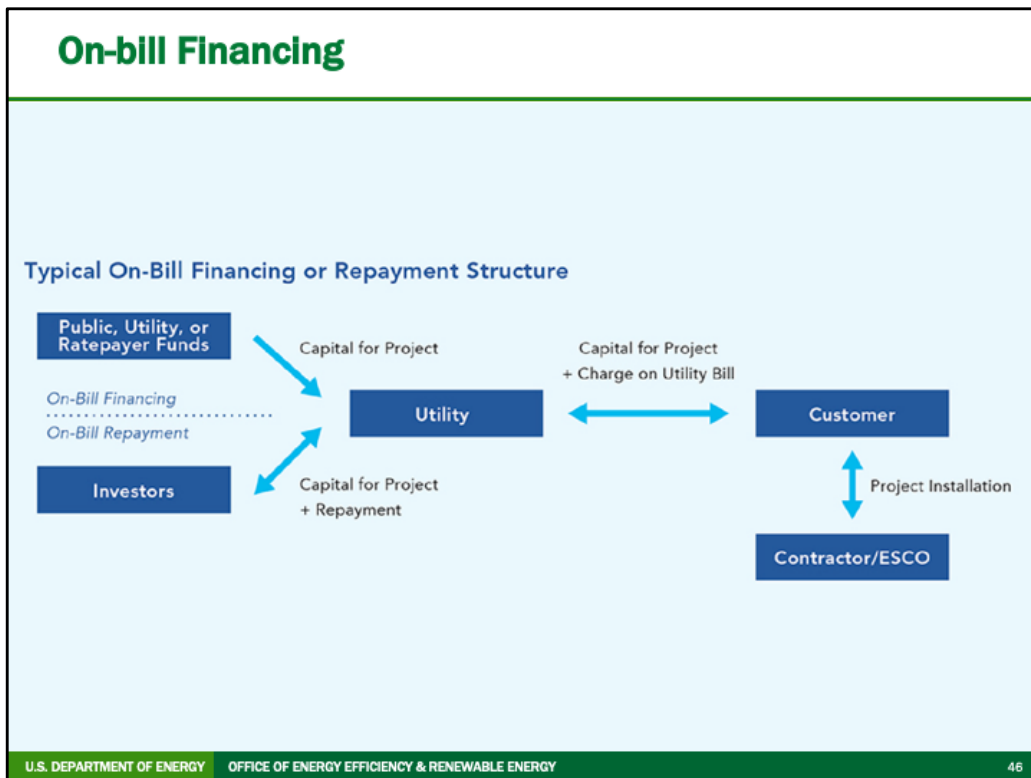 On-bill Financing
Typical On-Bill Financing or Repayment Structure
Public, Utility, or
Ratepayer Funds
Capital for Project
Capital for Project
+ Charge on Utility Bill
On-Bill Financing
On-Bill Repayment
Utility
Customer
Investors
Capital for Project
+ Repayment
Project Installation
Contractor/ESCO
U.S. DEPARTMENT OF ENERGY OFFICE OF ENERGY EFFICIENCY & RENEWABLE ENERGY 46